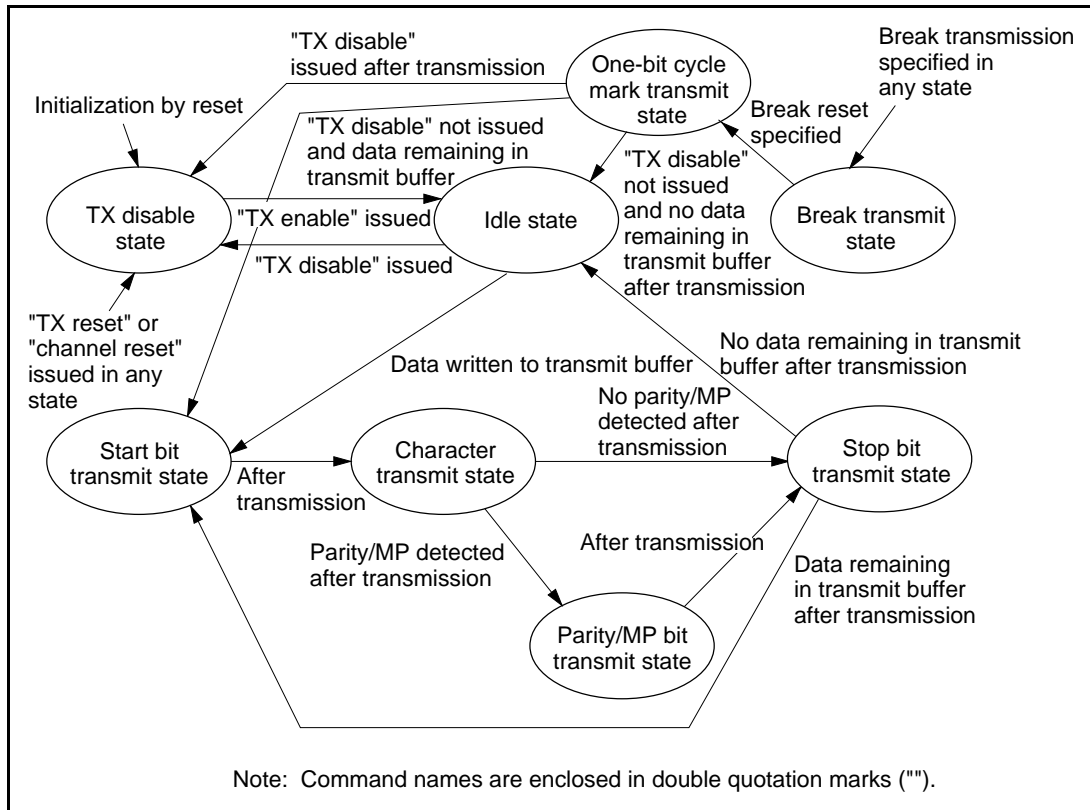 "TX disable"
issued after transmission
One-bit cycle
mark transmit
state
Break transmission
specified in
any state
Initialization by reset
Break reset
specified
"TX disable" not issued
and data remaining in
transmit buffer
"TX disable"
not issued
and no data
remaining in
transmit buffer
after transmission
TX disable
state
"TX enable" issued
Idle state
Break transmit
state
"TX disable" issued
"TX reset" or
"channel reset"
issued in any
state
Data written to transmit buffer
No data remaining in transmit
buffer after transmission
No parity/MP
detected after
transmission
Start bit
transmit state
After
transmission
Character
transmit state
Stop bit
transmit state
Parity/MP detected
after transmission
After transmission
Data remaining
in transmit buffer
after transmission
Parity/MP bit
transmit state
Note: Command names are enclosed in double quotation marks ("").